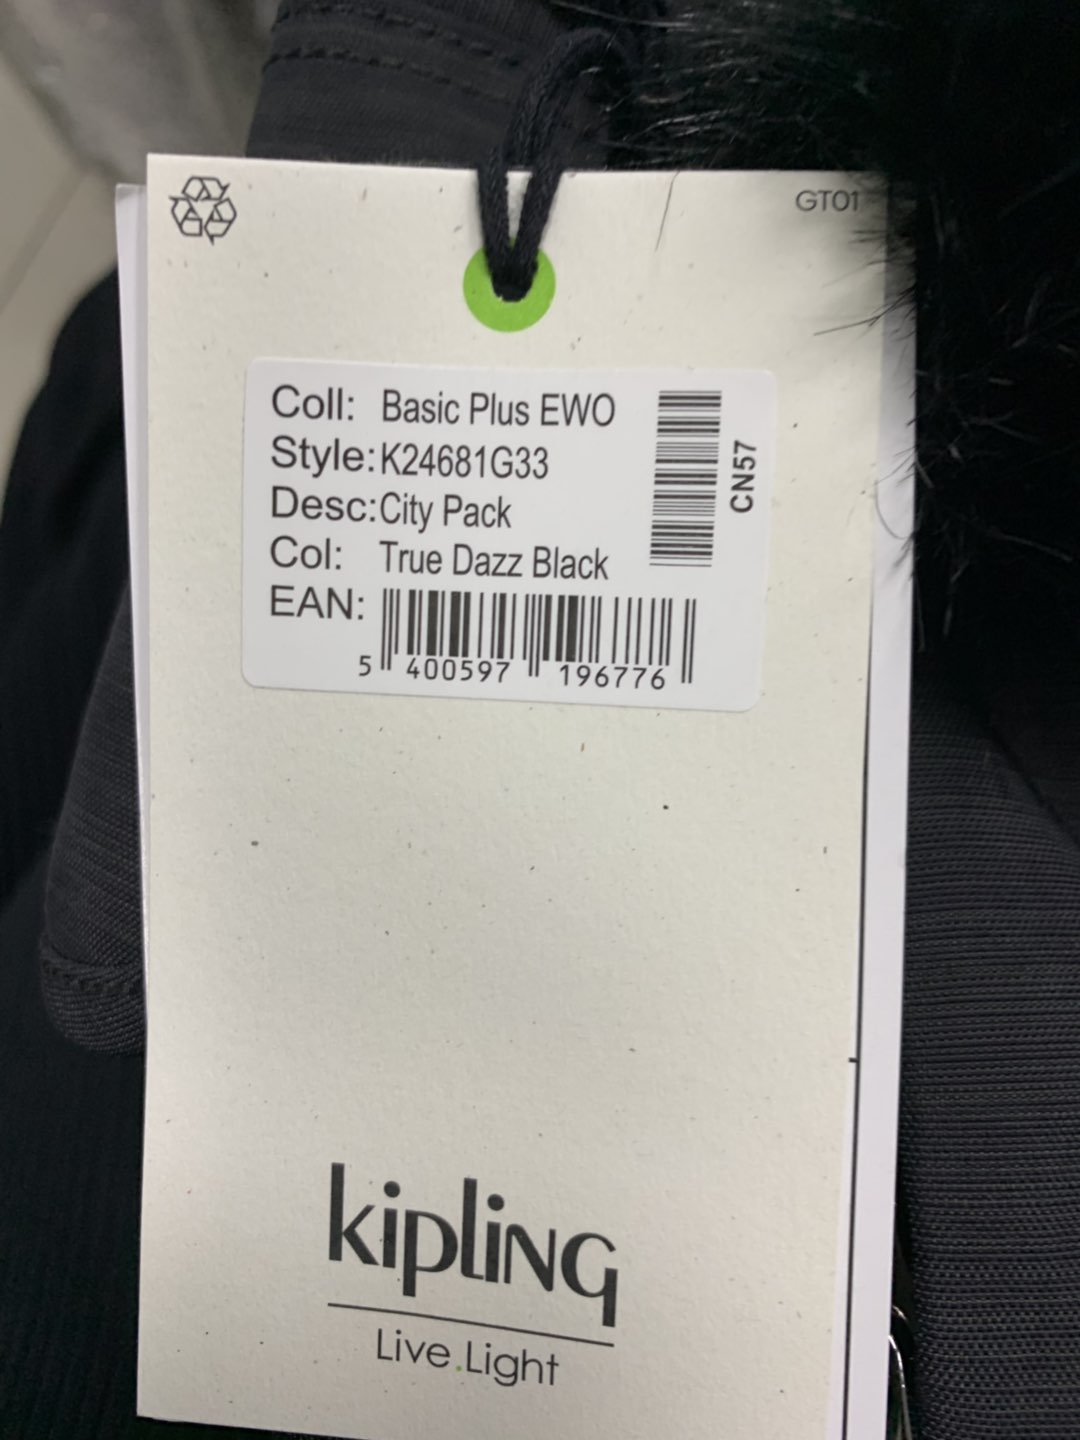 GT01
Coll: Basic Plus EWO
Style:K24681G33
Desc:City Pack
Col: True Dazz Black
EAN:
5 400597 196776
CN57
kipling
Live.Light